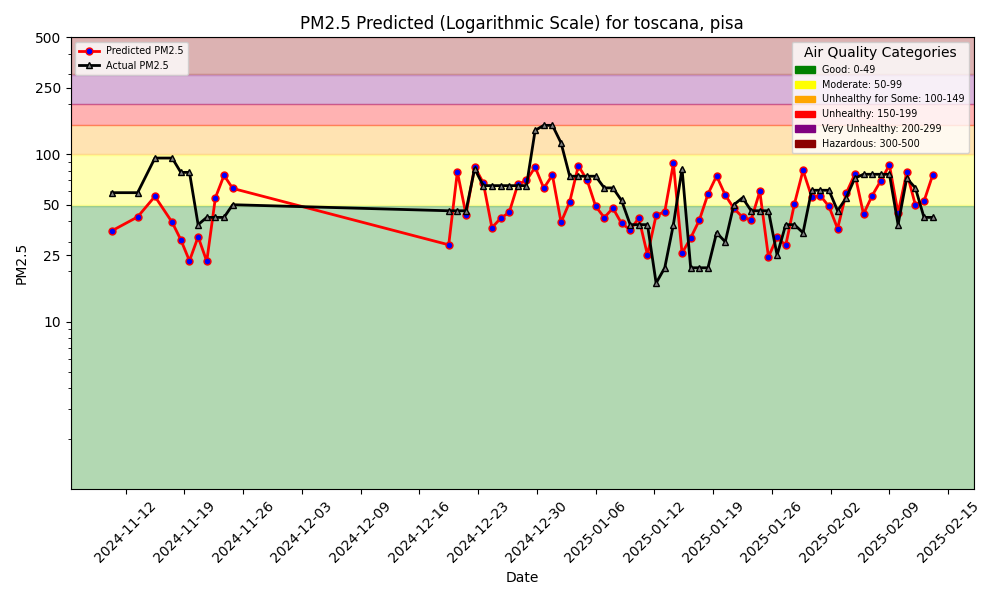 PM2.5 Predicted (Logarithmic Scale) for toscana, pisa
Predicted PM2.5
Actual PM2.5
Air Quality Categories
Good: 0-49
Moderate: 50-99
Unhealthy for Some: 100-149
Unhealthy: 150-199
Very Unhealthy: 200-299
Hazardous: 300-500
500
250
100
50
25
10
PM2.5
2024-11-12
2024-11-19
2024-11-26
2024-12-03
2024-12-09
2024-12-16
2024-12-23
2024-12-30
2025-01-06
2025-01-12
2025-01-19
2025-01-26
2025-02-02
2025-02-09
2025-02-15
Date